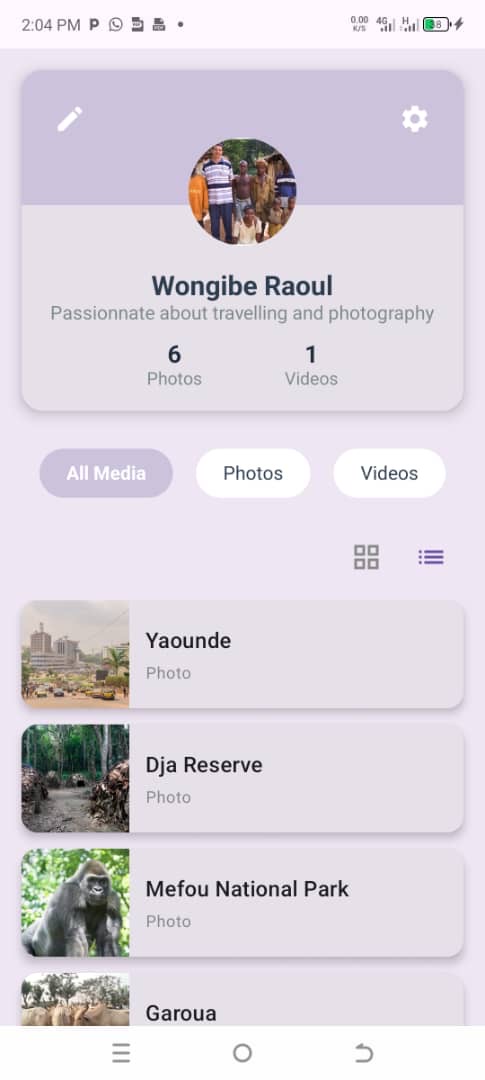 2:04 PM
0.00
K/S
4G
H
38
Wongibe Raoul
Passionnate about travelling and photography
6
1
Photos
Videos
All Media
Photos
Videos
Yaounde
Photo
Dja Reserve
Photo
Mefou National Park
Photo
Garoua